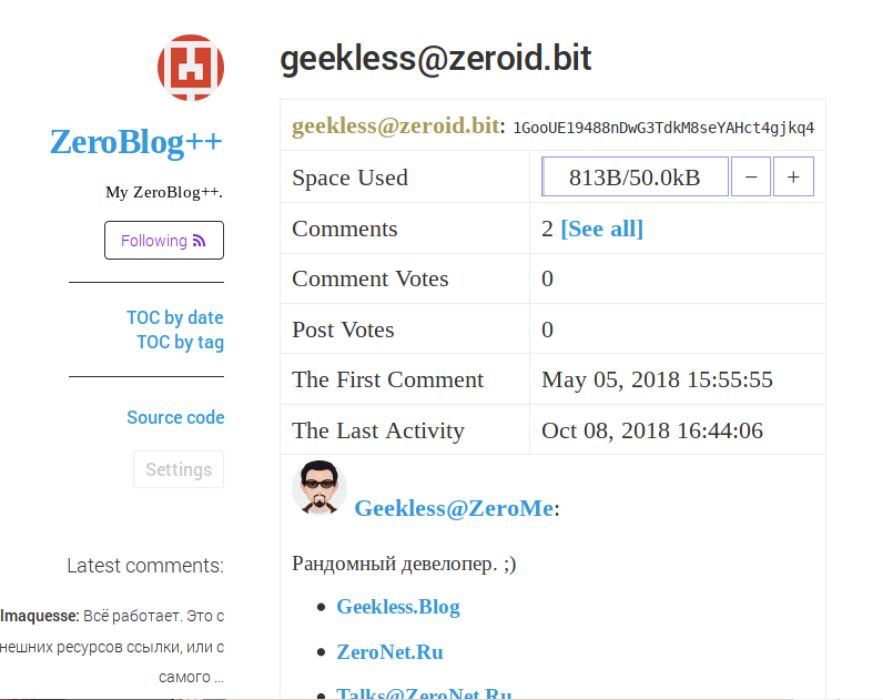 ZeroBlog++
My ZeroBlog++.
Following
TOC by date
TOC by tag
Source code
Settings
Latest comments:
lmaquesse: Всё работает. Это с
нешних ресурсов ссылки, или с
самого ...
geekless@zeroid.bit
geekless@zeroid.bit: 1GooUE19488nDwG3TdkM8seYAHct4gjkq4
Space Used 813B/50.0kB − +
Comments 2 [See all]
Comment Votes 0
Post Votes 0
The First Comment May 05, 2018 15:55:55
The Last Activity Oct 08, 2018 16:44:06
Geekless@ZeroMe:
Рандомный девелопер. ;)
• Geekless.Blog
• ZeroNet.Ru
• Talks@ZeroNet.Ru